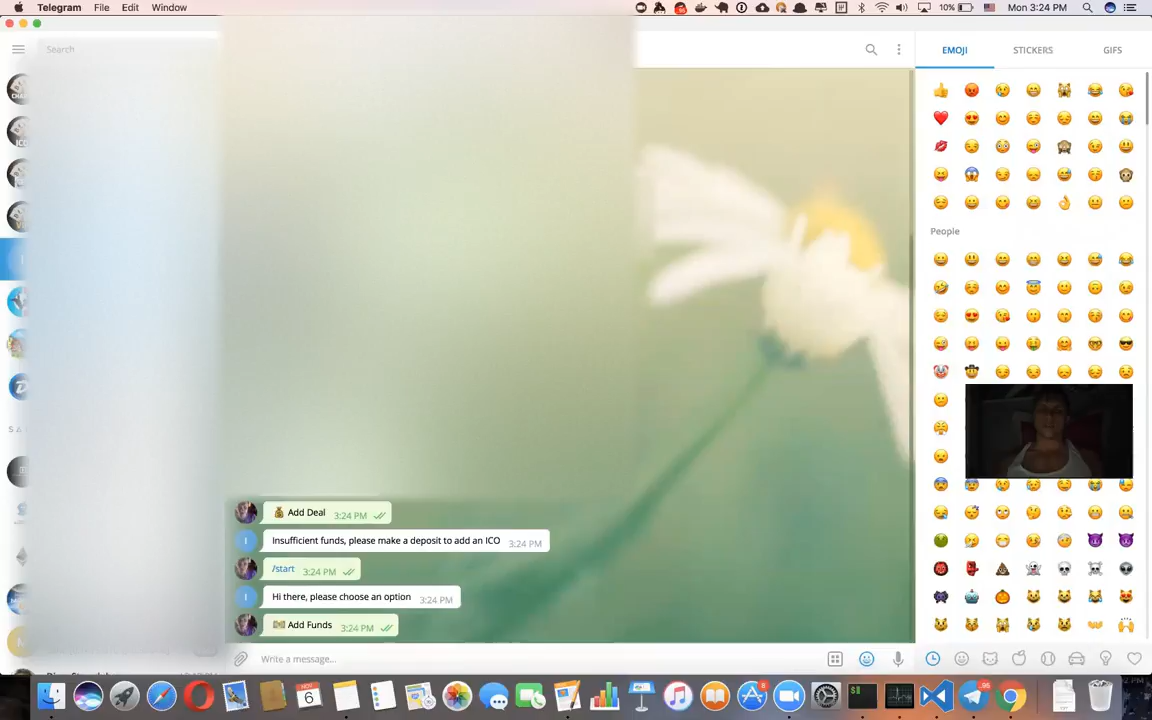 Telegram File Edit Window 10% Mon 3:24 PM
Search
EMOJI STICKERS GIFS
People
Add Deal 3:24 PM
Insufficient funds, please make a deposit to add an ICO 3:24 PM
/start 3:24 PM
Hi there, please choose an option 3:24 PM
Add Funds 3:24 PM
Write a message...
NOV
6